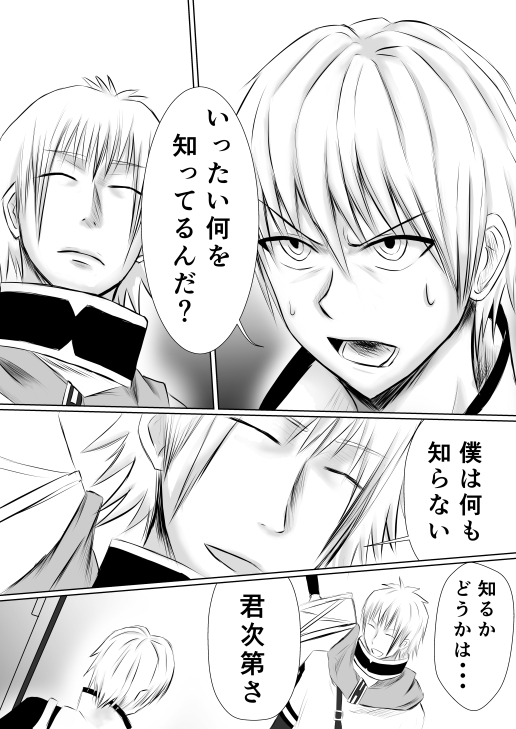 いったい何を
知ってるんだ?
僕は何も
知らない
知るか
どうかは・・・
君次第さ